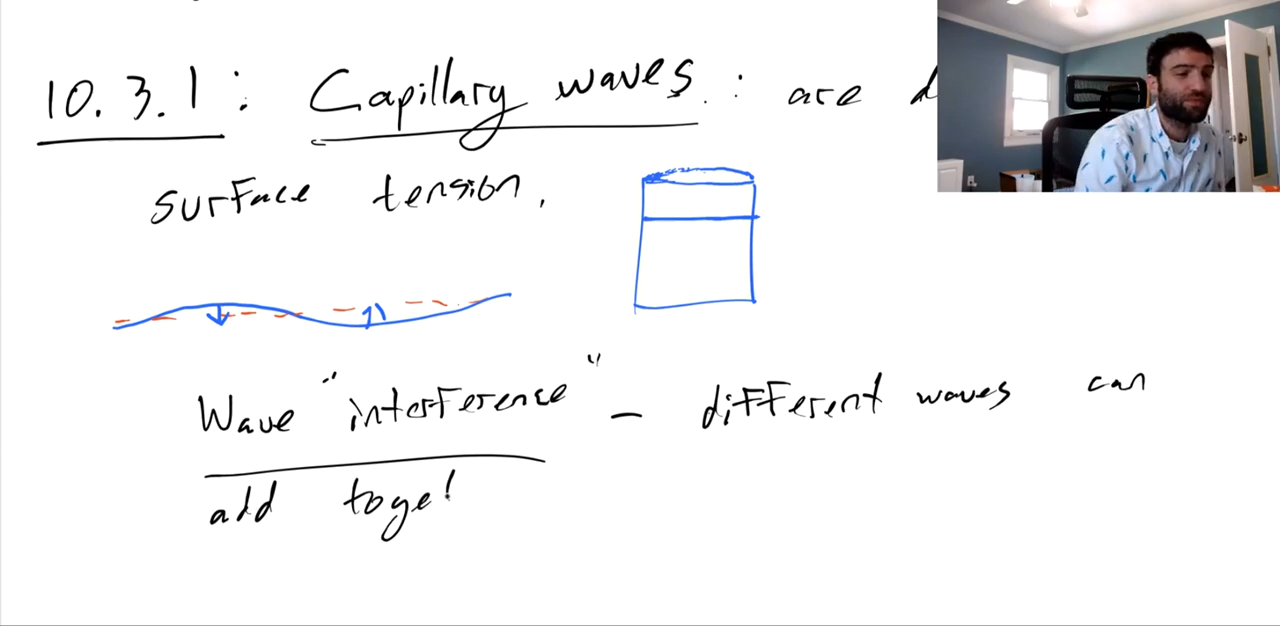 10.3.1: Capillary waves: are d
surface tension,
Wave "interference" - different waves can
add toge